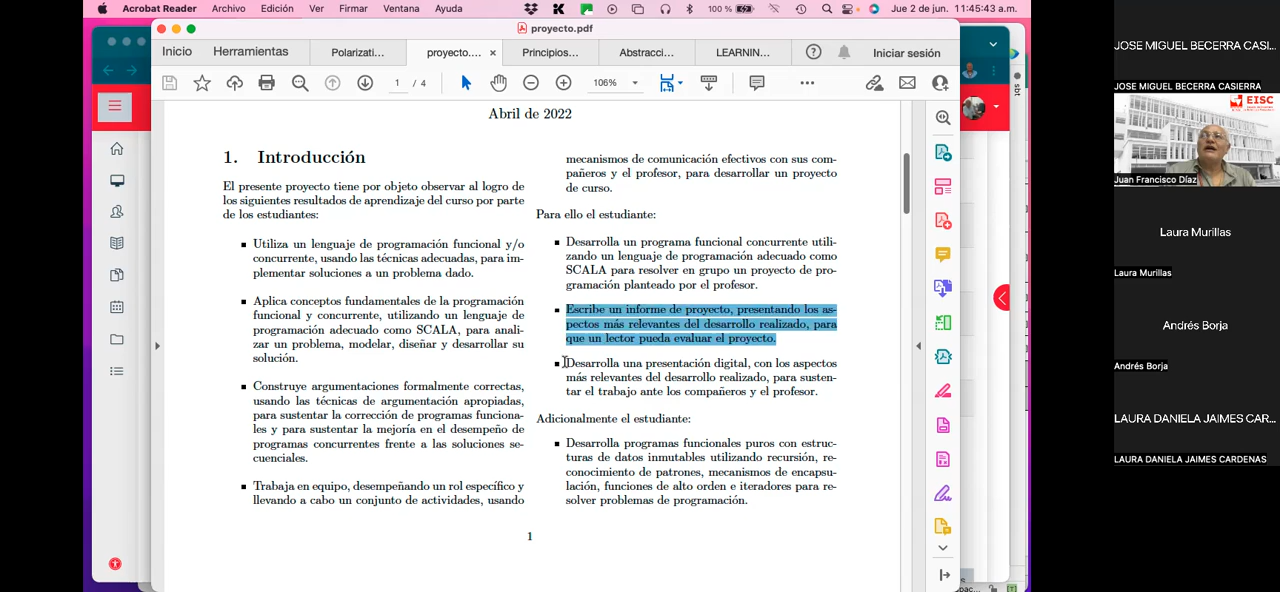 Acrobat Reader Archivo Edición Ver Firmar Ventana Ayuda 100 % Jue 2 de jun. 11:45:43 a.m.
proyecto.pdf
Inicio Herramientas Polarizati... proyecto.... × Principios... Abstracci... LEARNIN... Iniciar sesión
1 / 4 106%
sbt
Abril de 2022
1. Introducción
El presente proyecto tiene por objeto observar al logro de
los siguientes resultados de aprendizaje del curso por parte
de los estudiantes:
Utiliza un lenguaje de programación funcional y/o
concurrente, usando las técnicas adecuadas, para im-
plementar soluciones a un problema dado.
Aplica conceptos fundamentales de la programación
funcional y concurrente, utilizando un lenguaje de
programación adecuado como SCALA, para anali-
zar un problema, modelar, diseñar y desarrollar su
solución.
Construye argumentaciones formalmente correctas,
usando las técnicas de argumentación apropiadas,
para sustentar la corrección de programas funciona-
les y para sustentar la mejoría en el desempeño de
programas concurrentes frente a las soluciones se-
cuenciales.
Trabaja en equipo, desempeñando un rol específico y
llevando a cabo un conjunto de actividades, usando
mecanismos de comunicación efectivos con sus com-
pañeros y el profesor, para desarrollar un proyecto
de curso.
Para ello el estudiante:
Desarrolla un programa funcional concurrente utili-
zando un lenguaje de programación adecuado como
SCALA para resolver en grupo un proyecto de pro-
gramación planteado por el profesor.
Escribe un informe de proyecto, presentando los as-
pectos más relevantes del desarrollo realizado, para
que un lector pueda evaluar el proyecto.
Desarrolla una presentación digital, con los aspectos
más relevantes del desarrollo realizado, para susten-
tar el trabajo ante los compañeros y el profesor.
Adicionalmente el estudiante:
Desarrolla programas funcionales puros con estruc-
turas de datos inmutables utilizando recursión, re-
conocimiento de patrones, mecanismos de encapsu-
lación, funciones de alto orden e iteradores para re-
solver problemas de programación.
1
JOSE MIGUEL BECERRA CASI...
JOSE MIGUEL BECERRA CASIERRA
EISC
Juan Francisco Díaz
Laura Murillas
Laura Murillas
Andrés Borja
Andrés Borja
LAURA DANIELA JAIMES CAR...
LAURA DANIELA JAIMES CARDENAS